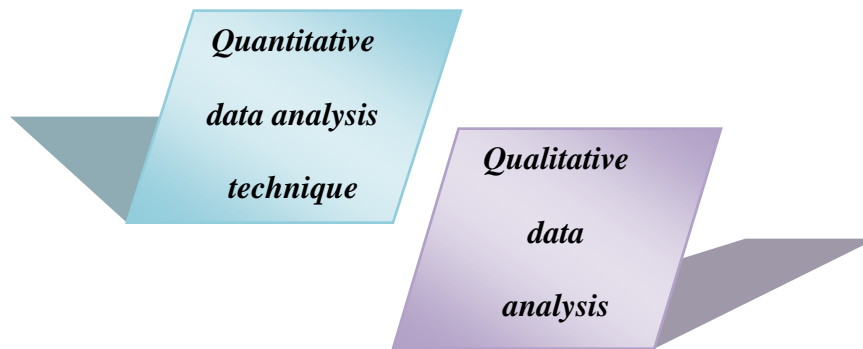 Quantitative
data analysis
technique
Qualitative
data
analysis